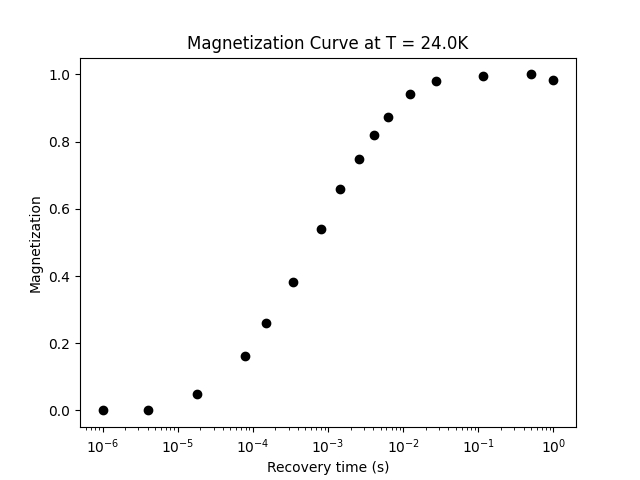 Magnetization Curve at T = 24.0K
1.0
0.8
0.6
0.4
0.2
0.0
Magnetization
10⁻⁶ 10⁻⁵ 10⁻⁴ 10⁻³ 10⁻² 10⁻¹ 10⁰
Recovery time (s)